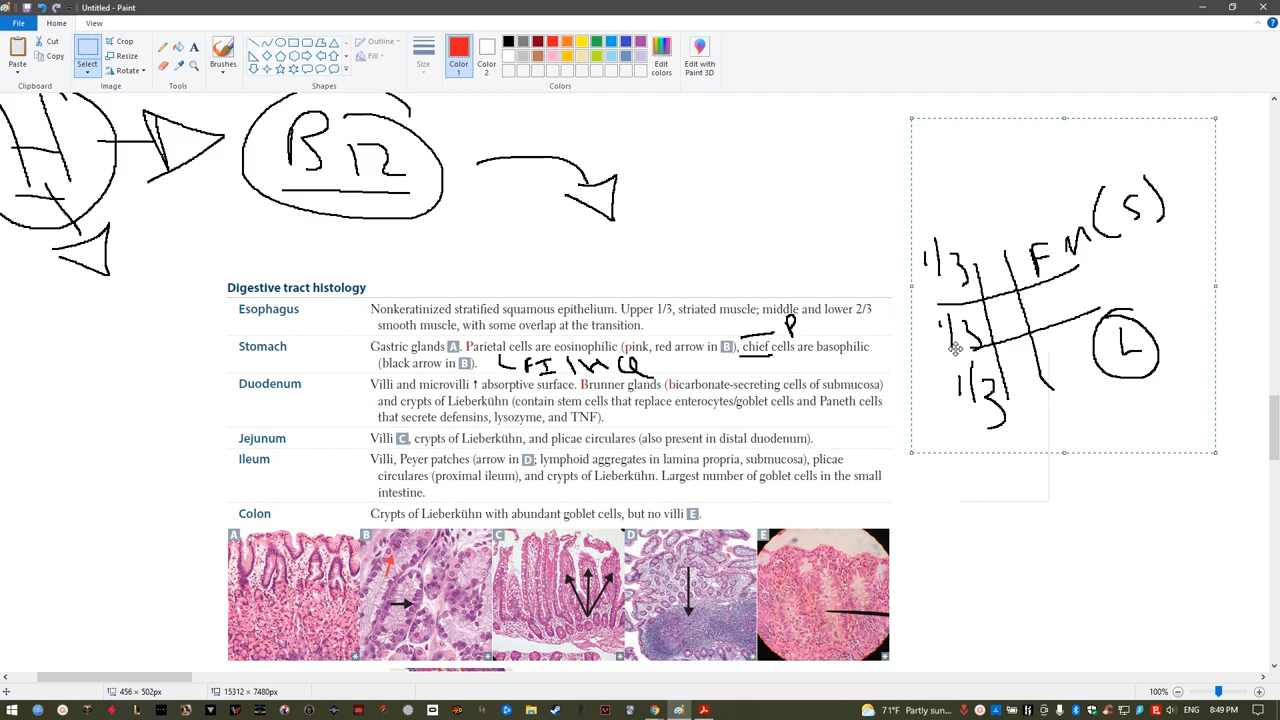 Untitled - Paint
File Home View
Paste
Cut
Copy
Clipboard
Select
Crop
Resize
Rotate
Image
Tools
Brushes
Shapes
Outline
Fill
Size
Color 1
Color 2
Edit colors
Colors
Edit with Paint 3D
H
B12
1/3
FM(S)
1/3
L
1/3
Digestive tract histology
Esophagus Nonkeratinized stratified squamous epithelium. Upper 1/3, striated muscle; middle and lower 2/3
smooth muscle, with some overlap at the transition.
P
Stomach Gastric glands A. Parietal cells are eosinophilic (pink, red arrow in B), chief cells are basophilic
(black arrow in B).
Duodenum Villi and microvilli ↑ absorptive surface. Brunner glands (bicarbonate-secreting cells of submucosa)
and crypts of Lieberkühn (contain stem cells that replace enterocytes/goblet cells and Paneth cells
that secrete defensins, lysozyme, and TNF).
Jejunum Villi C, crypts of Lieberkühn, and plicae circulares (also present in distal duodenum).
Ileum Villi, Peyer patches (arrow in D; lymphoid aggregates in lamina propria, submucosa), plicae
circulares (proximal ileum), and crypts of Lieberkühn. Largest number of goblet cells in the small
intestine.
Colon Crypts of Lieberkühn with abundant goblet cells, but no villi E.
A B C D E
456 × 502px
15312 × 7480px
100%
71°F Mostly clear
8:49 PM